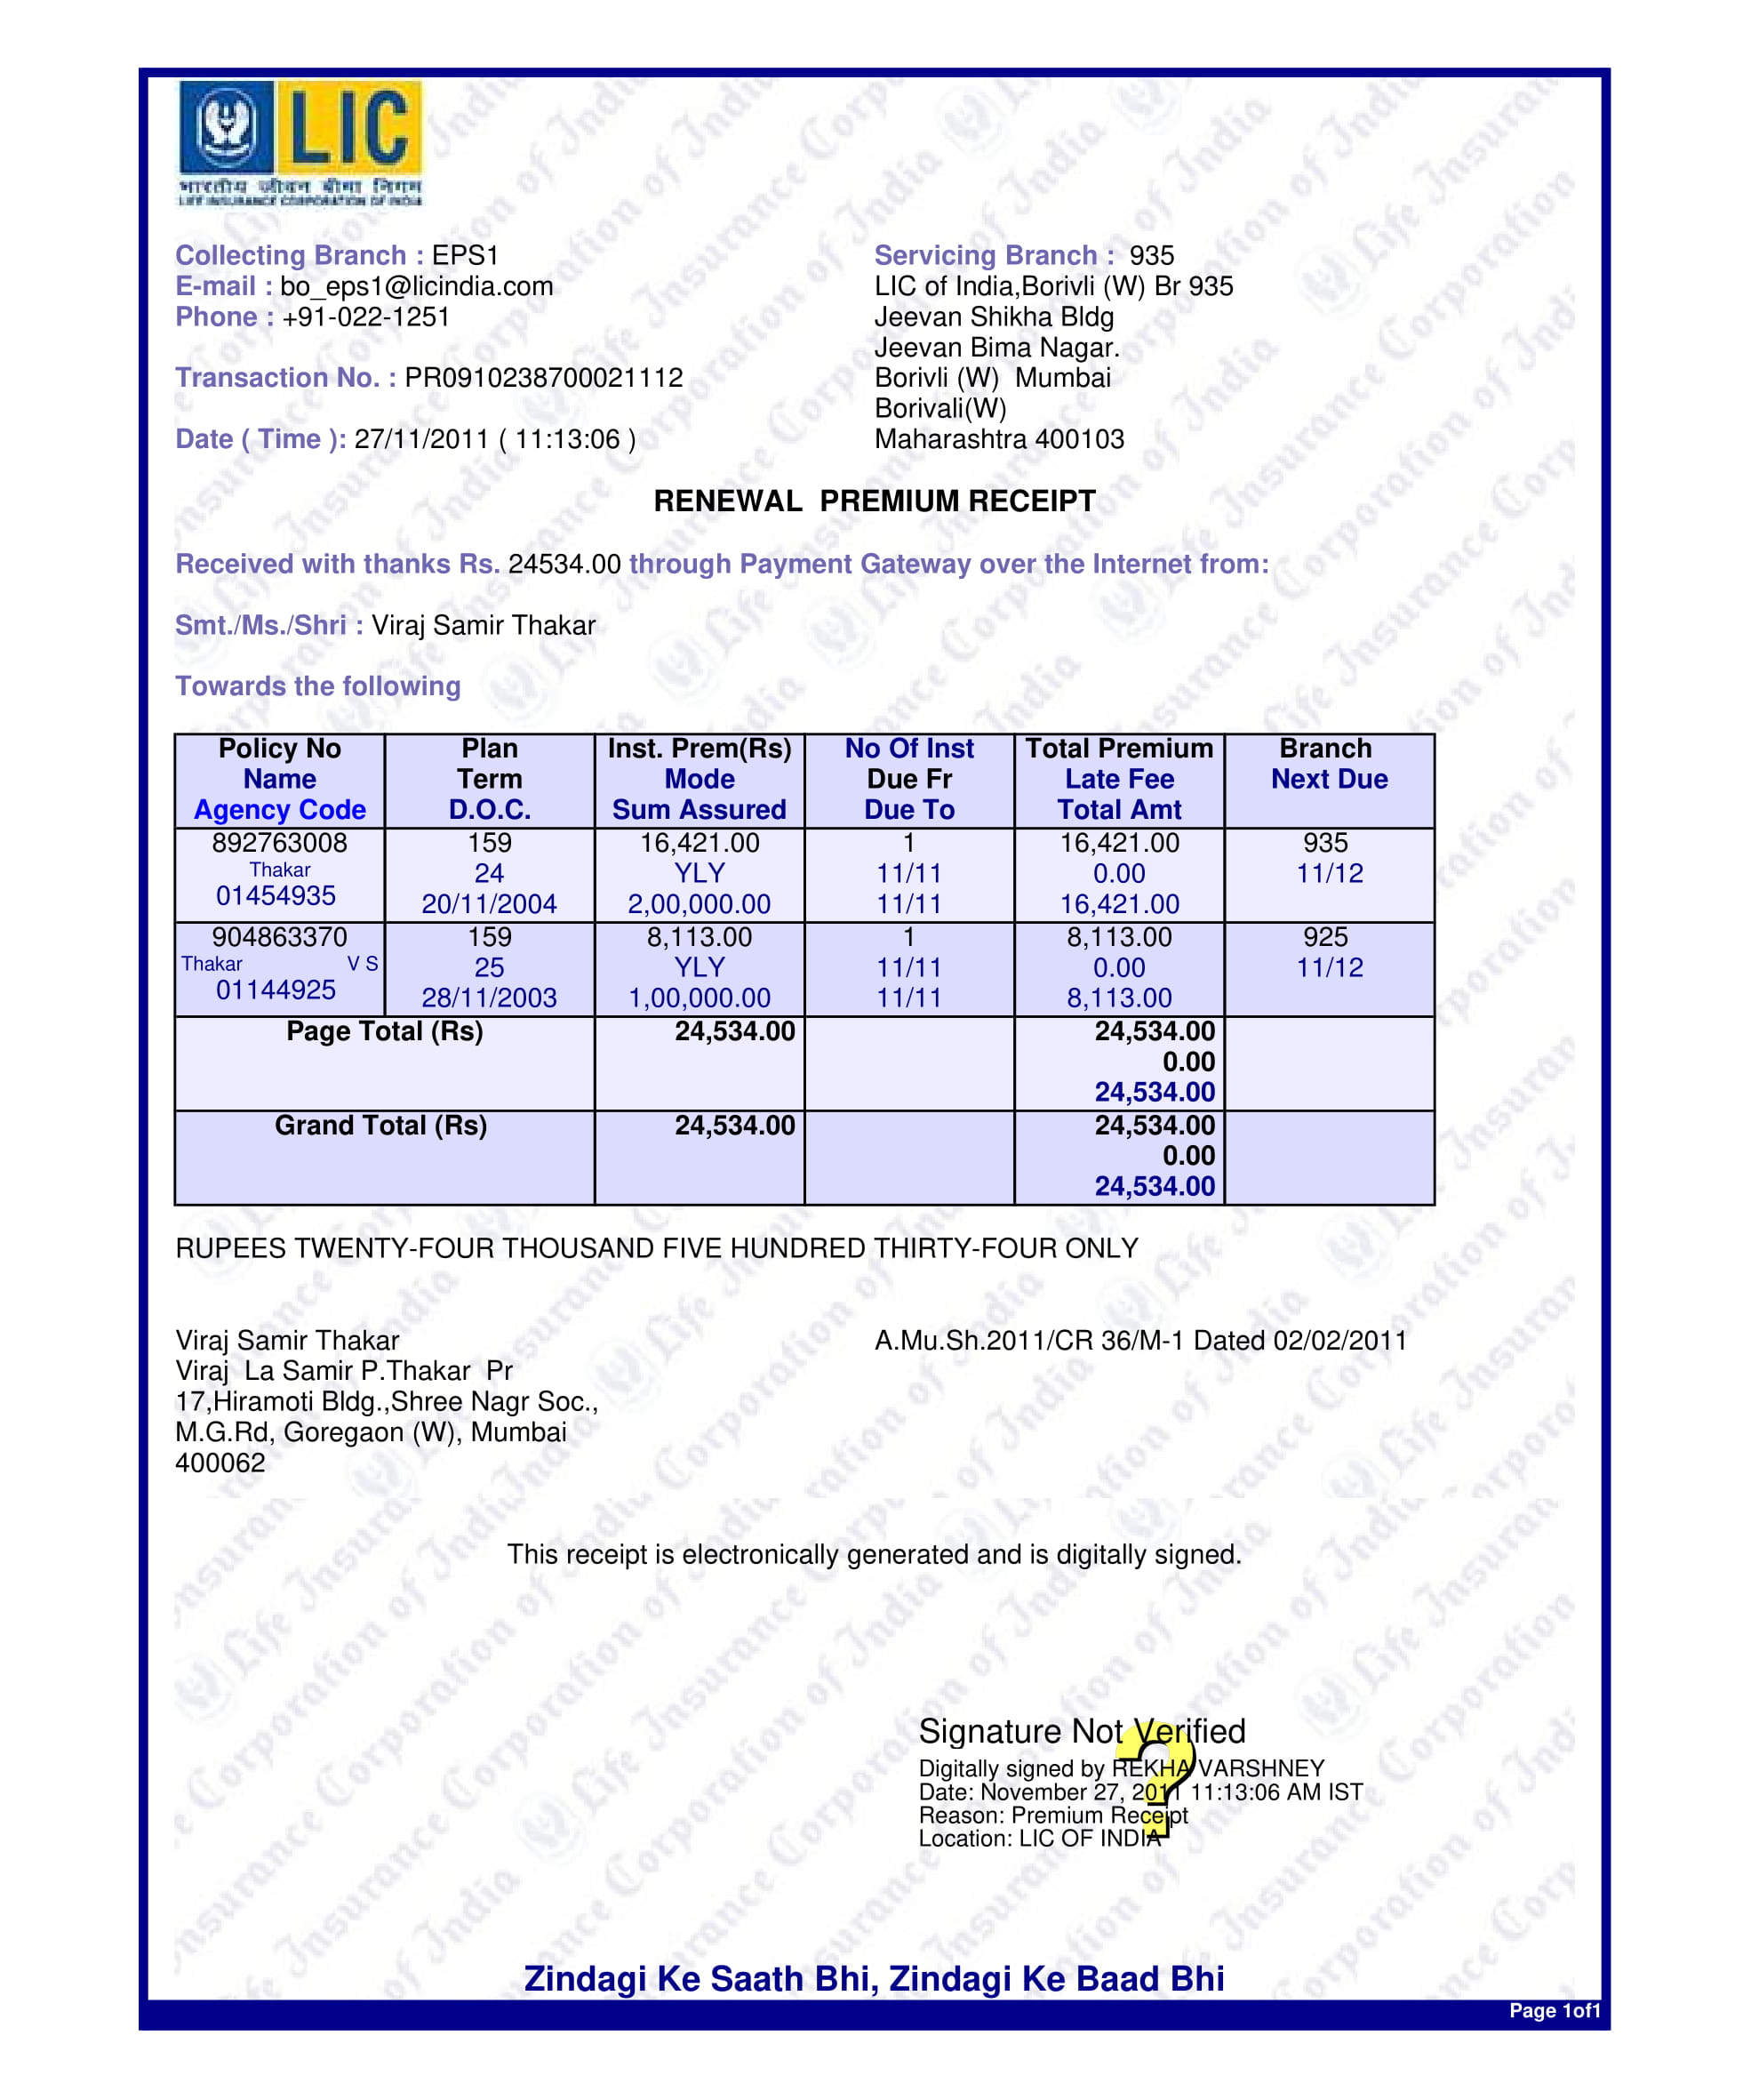 LIC
भारतीय जीवन बीमा निगम
LIFE INSURANCE CORPORATION OF INDIA
Collecting Branch : EPS1
E-mail : bo_eps1@licindia.com
Phone : +91-022-1251
Transaction No. : PR0910238700021112
Date ( Time ): 27/11/2011 ( 11:13:06 )
Servicing Branch : 935
LIC of India,Borivli (W) Br 935
Jeevan Shikha Bldg
Jeevan Bima Nagar.
Borivli (W) Mumbai
Borivali(W)
Maharashtra 400103
RENEWAL PREMIUM RECEIPT
Received with thanks Rs. 24534.00 through Payment Gateway over the Internet from:
Smt./Ms./Shri : Viraj Samir Thakar
Towards the following
Policy No Plan Inst. Prem(Rs) No Of Inst Total Premium Branch
Name Term Mode Due Fr Late Fee Next Due
Agency Code D.O.C. Sum Assured Due To Total Amt
892763008 159 16,421.00 1 16,421.00 935
Thakar 24 YLY 11/11 0.00 11/12
01454935 20/11/2004 2,00,000.00 11/11 16,421.00
904863370 159 8,113.00 1 8,113.00 925
Thakar V S 25 YLY 11/11 0.00 11/12
01144925 28/11/2003 1,00,000.00 11/11 8,113.00
Page Total (Rs) 24,534.00 24,534.00
0.00
24,534.00
Grand Total (Rs) 24,534.00 24,534.00
0.00
24,534.00
RUPEES TWENTY-FOUR THOUSAND FIVE HUNDRED THIRTY-FOUR ONLY
Viraj Samir Thakar
Viraj La Samir P.Thakar Pr
17,Hiramoti Bldg.,Shree Nagr Soc.,
M.G.Rd, Goregaon (W), Mumbai
400062
A.Mu.Sh.2011/CR 36/M-1 Dated 02/02/2011
This receipt is electronically generated and is digitally signed.
Signature Not Verified
Digitally signed by REKHA VARSHNEY
Date: November 27, 2011 11:13:06 AM IST
Reason: Premium Receipt
Location: LIC OF INDIA
Zindagi Ke Saath Bhi, Zindagi Ke Baad Bhi
Page 1of1